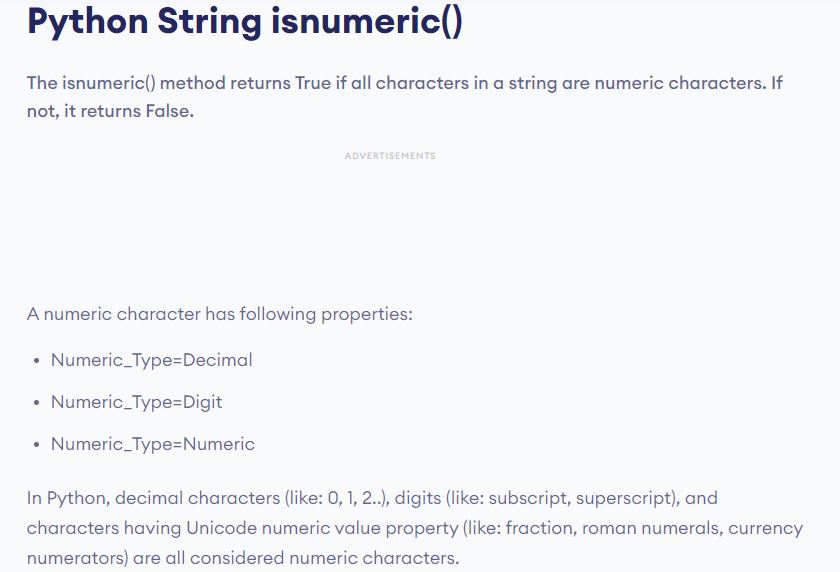 Python String isnumeric()
The isnumeric() method returns True if all characters in a string are numeric characters. If
not, it returns False.
ADVERTISEMENTS
A numeric character has following properties:
• Numeric_Type=Decimal
• Numeric_Type=Digit
• Numeric_Type=Numeric
In Python, decimal characters (like: 0, 1, 2..), digits (like: subscript, superscript), and
characters having Unicode numeric value property (like: fraction, roman numerals, currency
numerators) are all considered numeric characters.